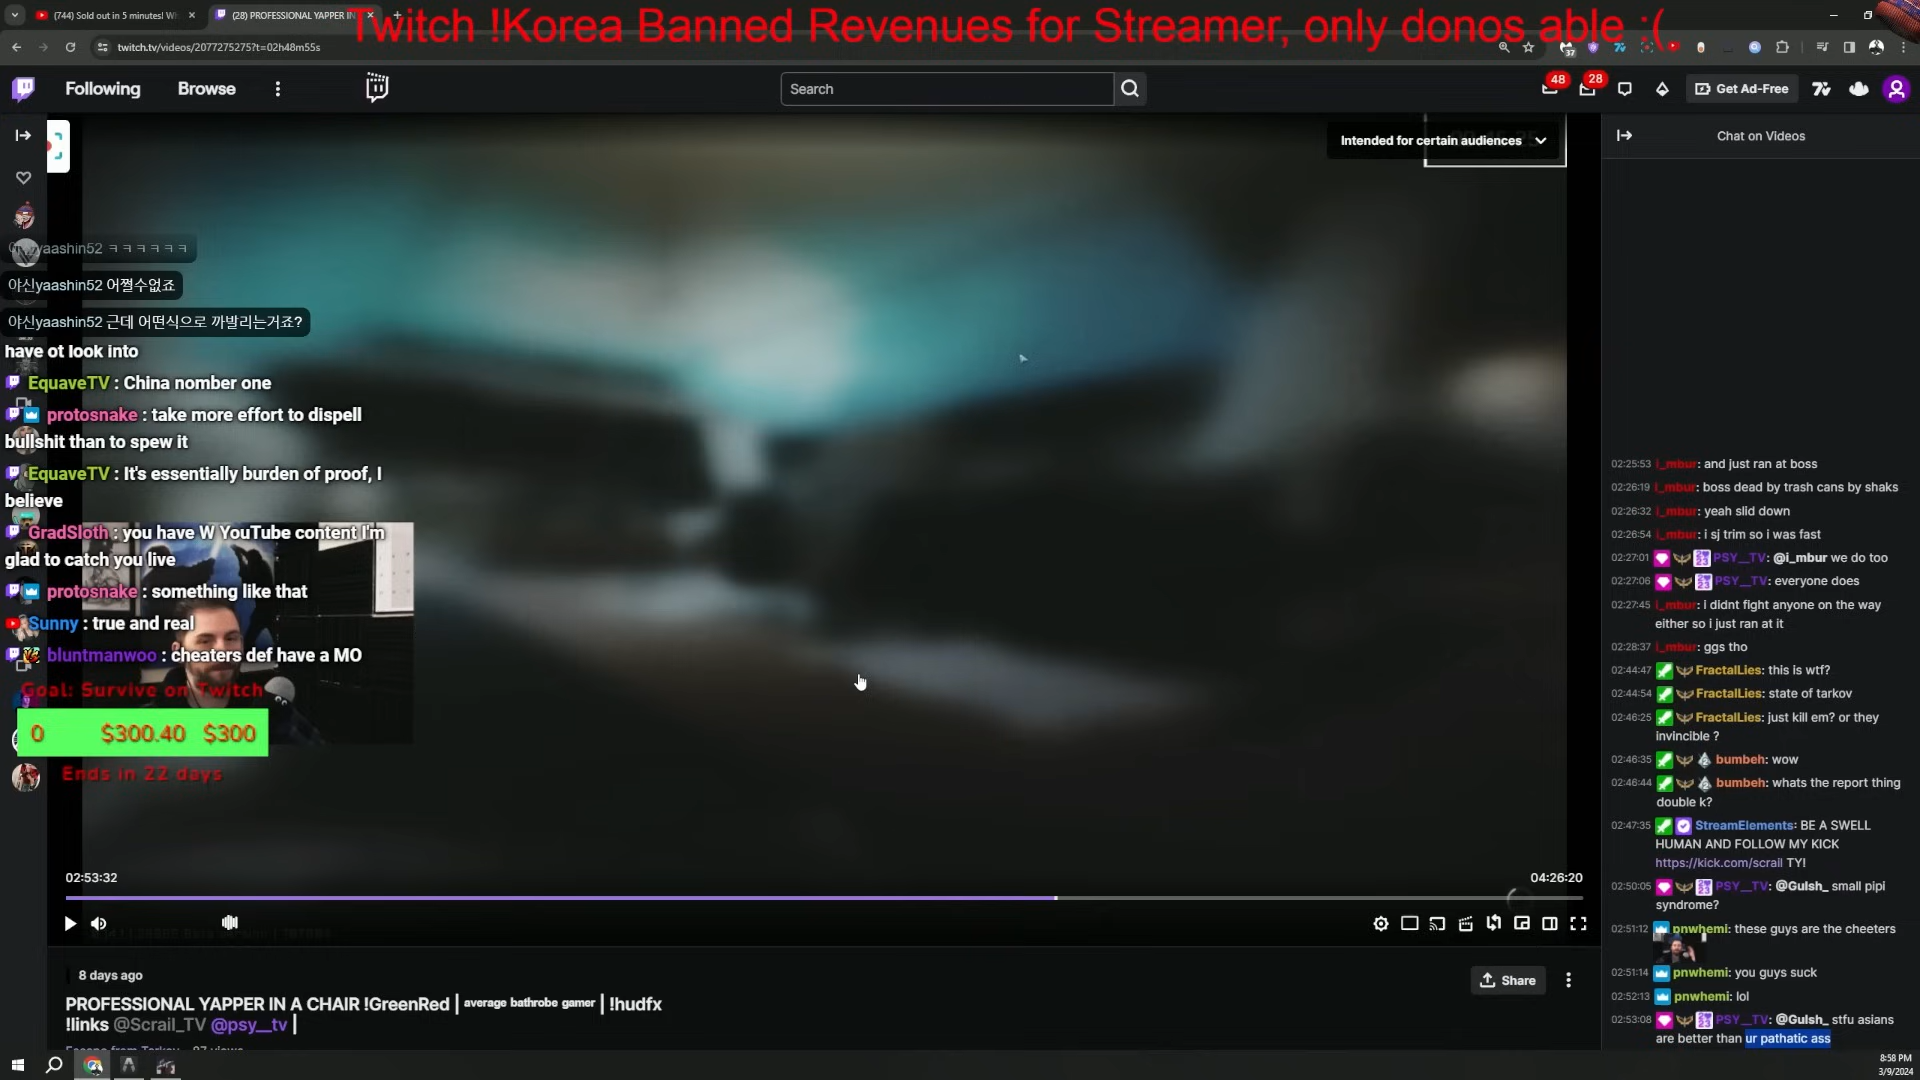 (744) Sold out in 5 minutes! Wh
(28) PROFESSIONAL YAPPER IN
Twitch !Korea Banned Revenues for Streamer, only donos able :(
twitch.tv/videos/2077275275?t=02h48m55s
37
Following
Browse
Search
48
28
Get Ad-Free
Intended for certain audiences
Chat on Videos
yaashin52 ㅋㅋㅋㅋㅋㅋ
야신yaashin52 어쩔수없죠
야신yaashin52 근데 어떤식으로 까발리는거죠?
have ot look into
EquaveTV : China nomber one
protosnake : take more effort to dispell
bullshit than to spew it
EquaveTV : It's essentially burden of proof, I
believe
GradSloth : you have W YouTube content I'm
glad to catch you live
protosnake : something like that
Sunny : true and real
bluntmanwoo : cheaters def have a MO
Goal: Survive on Twitch
0 $300.40 $300
Ends in 22 days
02:53:32
04:26:20
8 days ago
Share
PROFESSIONAL YAPPER IN A CHAIR !GreenRed | average bathrobe gamer | !hudfx
!links @Scrail_TV @psy__tv |
02:25:53 i_mbur: and just ran at boss
02:26:19 i_mbur: boss dead by trash cans by shaks
02:26:32 i_mbur: yeah slid down
02:26:54 i_mbur: i sj trim so i was fast
02:27:01 PSY__TV: @i_mbur we do too
02:27:06 PSY__TV: everyone does
02:27:45 i_mbur: i didnt fight anyone on the way
either so i just ran at it
02:28:37 i_mbur: ggs tho
02:44:47 FractalLies: this is wtf?
02:44:54 FractalLies: state of tarkov
02:46:25 FractalLies: just kill em? or they
invincible ?
02:46:35 bumbeh: wow
02:46:44 bumbeh: whats the report thing
double k?
02:47:35 StreamElements: BE A SWELL
HUMAN AND FOLLOW MY KICK
https://kick.com/scrail TY!
02:50:05 PSY__TV: @Gulsh_ small pipi
syndrome?
02:51:12 pnwhemi: these guys are the cheeters
02:51:14 pnwhemi: you guys suck
02:52:13 pnwhemi: lol
02:53:08 PSY__TV: @Gulsh_ stfu asians
are better than ur pathatic ass
8:58 PM
3/9/2024